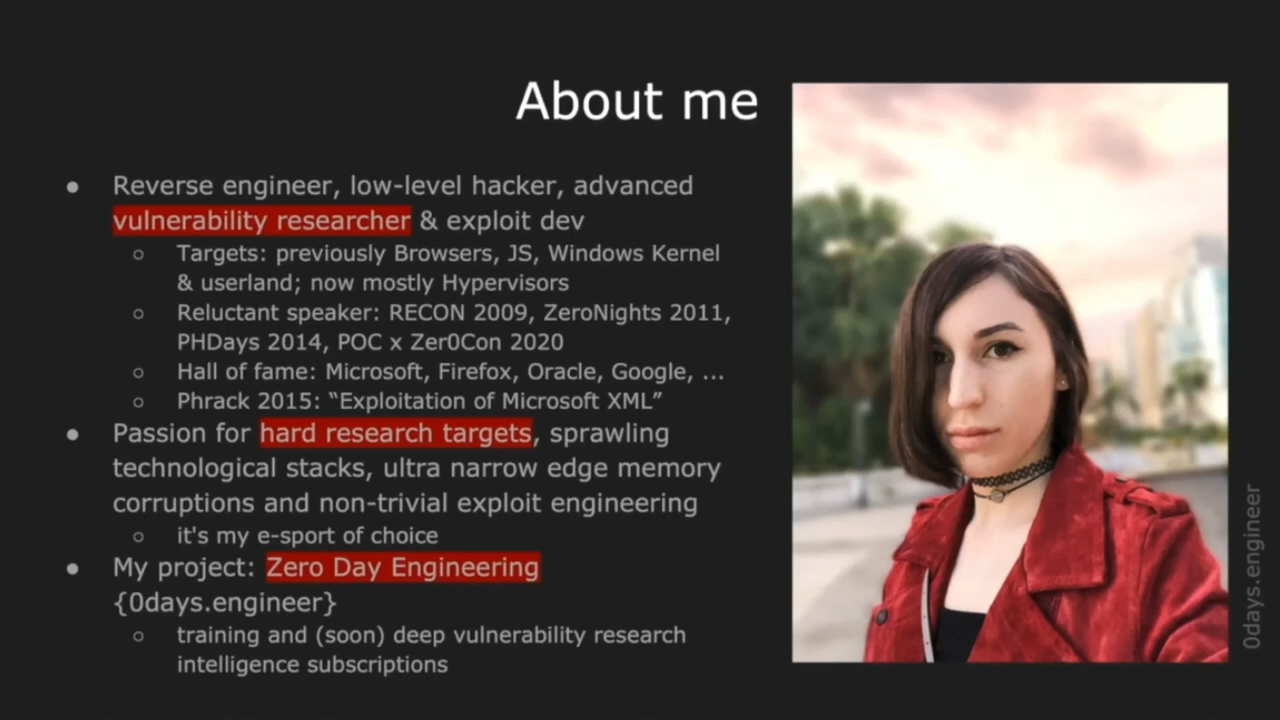 About me
● Reverse engineer, low-level hacker, advanced
vulnerability researcher & exploit dev
○ Targets: previously Browsers, JS, Windows Kernel
& userland; now mostly Hypervisors
○ Reluctant speaker: RECON 2009, ZeroNights 2011,
PHDays 2014, POC x Zer0Con 2020
○ Hall of fame: Microsoft, Firefox, Oracle, Google, ...
○ Phrack 2015: “Exploitation of Microsoft XML”
● Passion for hard research targets, sprawling
technological stacks, ultra narrow edge memory
corruptions and non-trivial exploit engineering
○ it's my e-sport of choice
● My project: Zero Day Engineering
{0days.engineer}
○ training and (soon) deep vulnerability research
intelligence subscriptions
0days.engineer